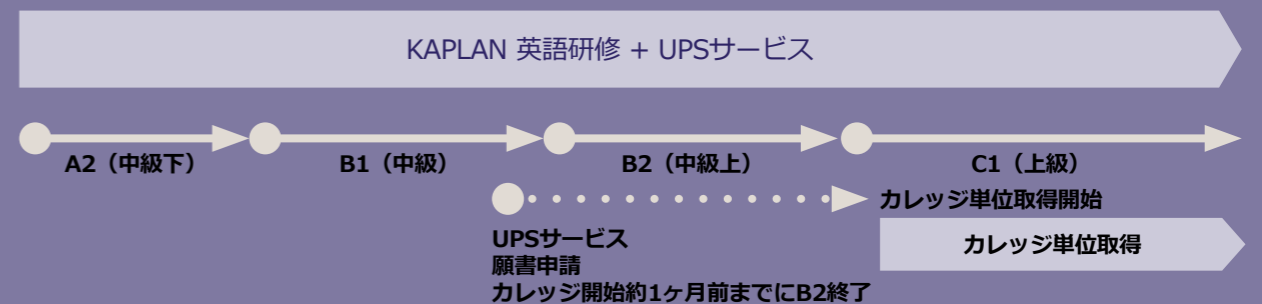 KAPLAN 英語研修 + UPSサービス
A2（中級下）
B1（中級）
B2（中級上）
C1（上級）
カレッジ単位取得開始
カレッジ単位取得
UPSサービス
願書申請
カレッジ開始約1ヶ月前までにB2終了